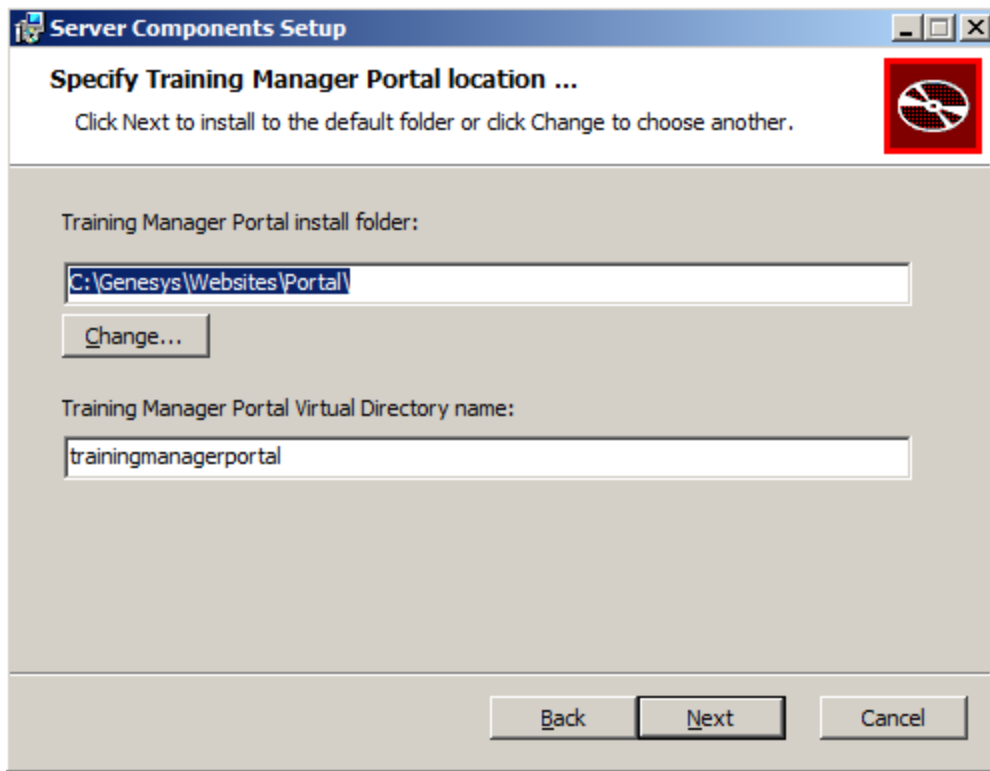 Server Components Setup
Specify Training Manager Portal location ...
Click Next to install to the default folder or click Change to choose another.
Training Manager Portal install folder:
C:\Genesys\Websites\Portal\
Change...
Training Manager Portal Virtual Directory name:
trainingmanagerportal
Back Next Cancel